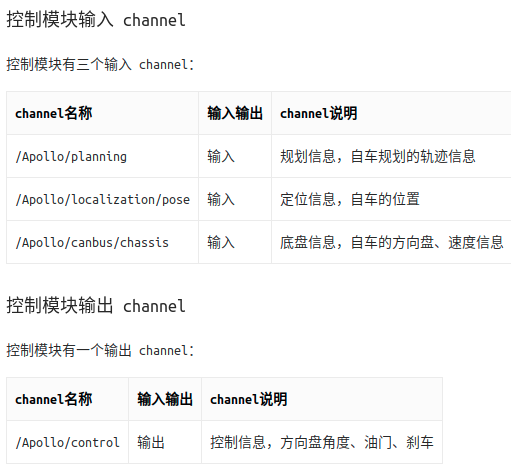 控制模块输入 channel
控制模块有三个输入 channel：
channel名称 输入输出 channel说明
/Apollo/planning 输入 规划信息，自车规划的轨迹信息
/Apollo/localization/pose 输入 定位信息，自车的位置
/Apollo/canbus/chassis 输入 底盘信息，自车的方向盘、速度信息
控制模块输出 channel
控制模块有一个输出 channel：
channel名称 输入输出 channel说明
/Apollo/control 输出 控制信息，方向盘角度、油门、刹车